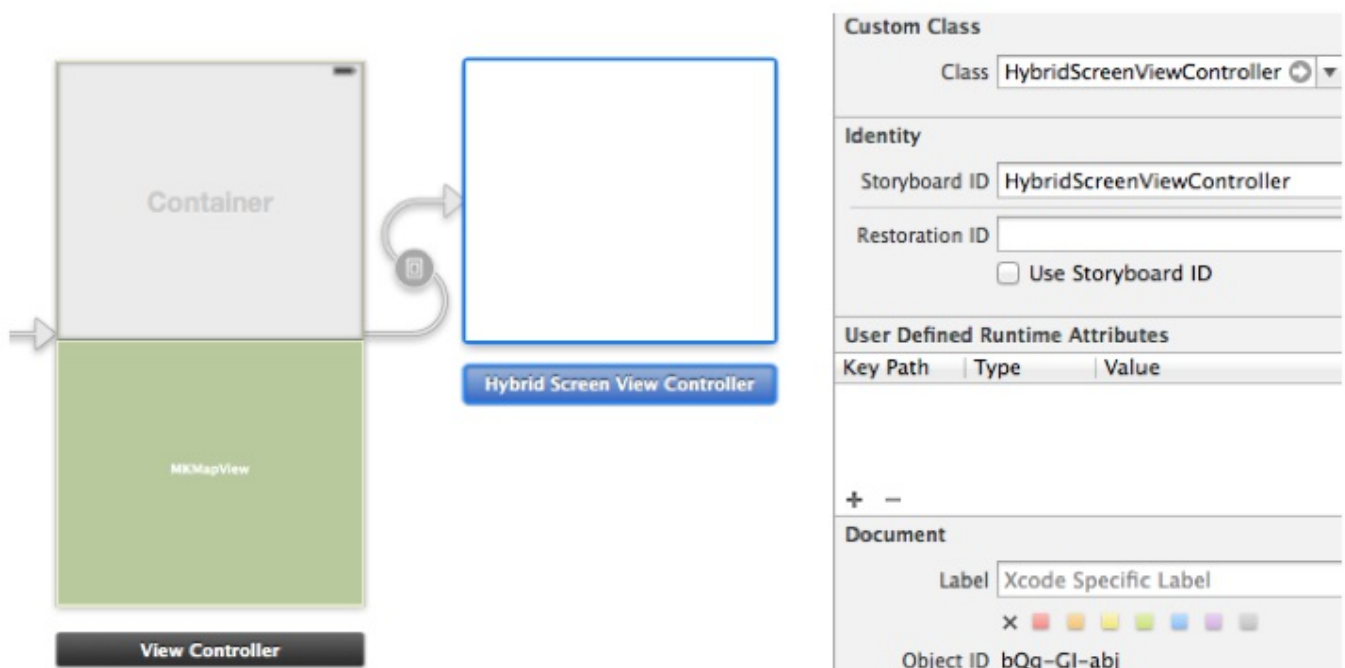 Container
MKMapView
View Controller
Hybrid Screen View Controller
Custom Class
Class HybridScreenViewController
Identity
Storyboard ID HybridScreenViewController
Restoration ID
Use Storyboard ID
User Defined Runtime Attributes
Key Path Type Value
+ −
Document
Label Xcode Specific Label
Object ID bQq-GI-abj